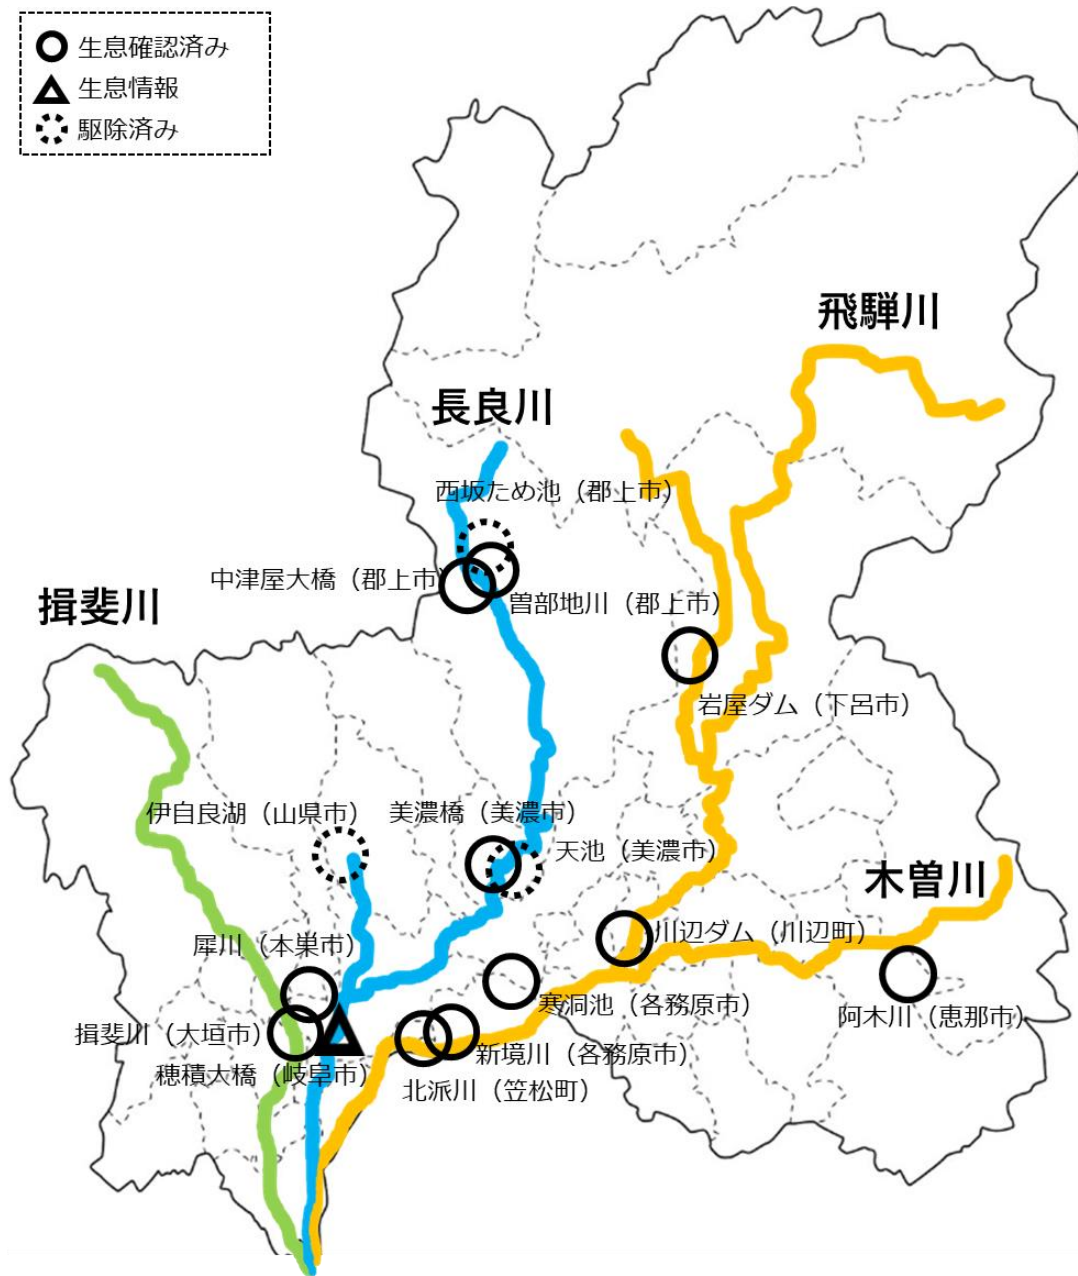 生息確認済み
生息情報
駆除済み
飛騨川
長良川
西坂ため池（郡上市）
中津屋大橋（郡上市）
曽部地川（郡上市）
揖斐川
岩屋ダム（下呂市）
伊自良湖（山県市）
美濃橋（美濃市）
天池（美濃市）
木曽川
川辺ダム（川辺町）
犀川（本巣市）
寒洞池（各務原市）
阿木川（恵那市）
揖斐川（大垣市）
新境川（各務原市）
穂積大橋（岐阜市）
北派川（笠松町）